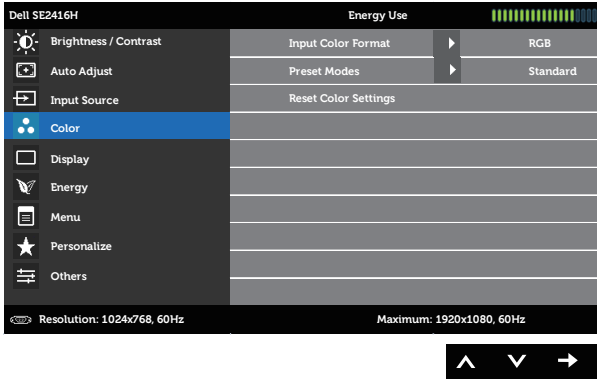 Dell SE2416H Energy Use
Brightness / Contrast Input Color Format RGB
Auto Adjust Preset Modes Standard
Input Source Reset Color Settings
Color
Display
Energy
Menu
Personalize
Others
Resolution: 1024x768, 60Hz Maximum: 1920x1080, 60Hz